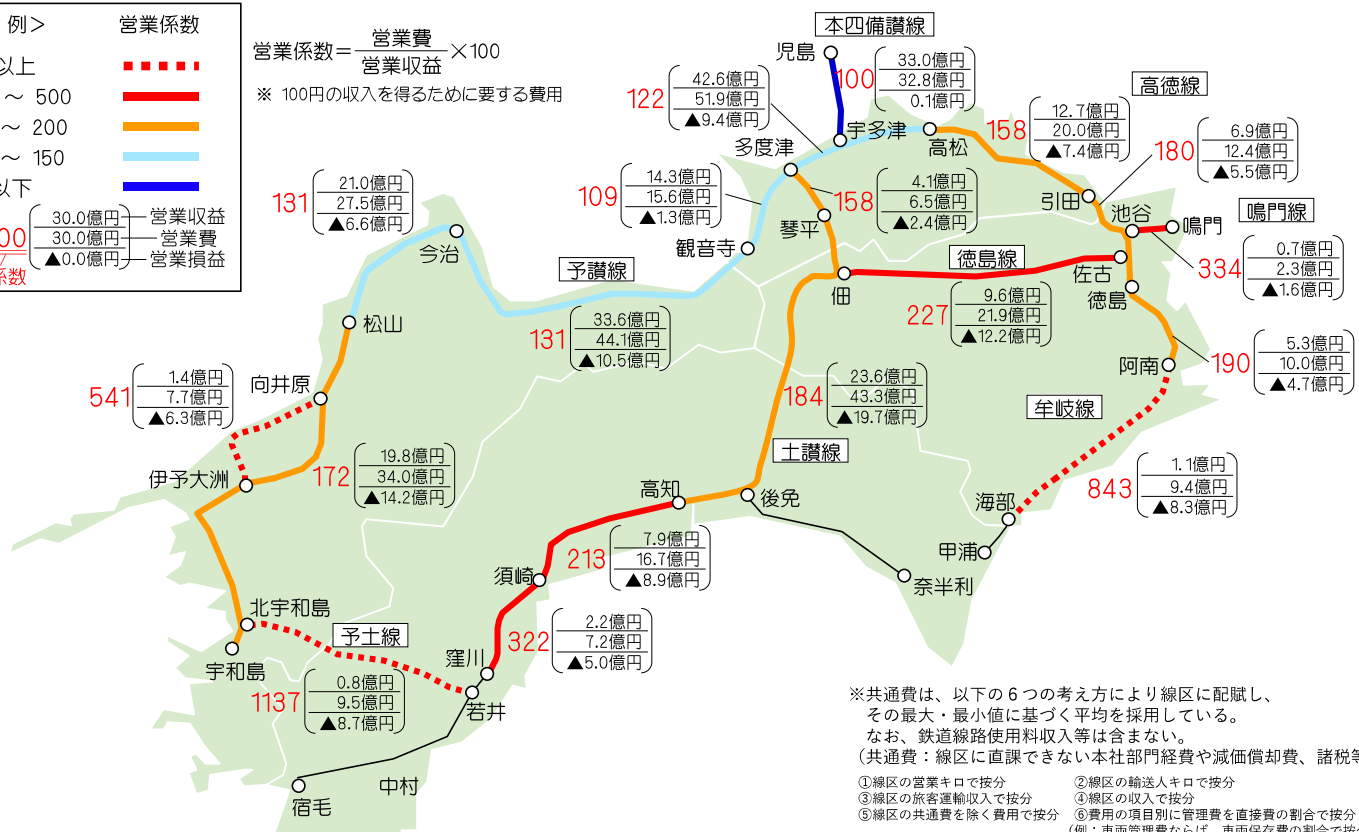 例＞ 営業係数
以上
～ 500
～ 200
～ 150
以下
30.0億円 営業収益
30.0億円 営業費
▲0.0億円 営業損益
営業係数＝営業費/営業収益×100
※ 100円の収入を得るために要する費用
本四備讃線
児島
100
33.0億円
32.8億円
0.1億円
122
42.6億円
51.9億円
▲9.4億円
宇多津
多度津
高松
高徳線
158
12.7億円
20.0億円
▲7.4億円
180
6.9億円
12.4億円
▲5.5億円
引田
池谷
鳴門
鳴門線
334
0.7億円
2.3億円
▲1.6億円
109
14.3億円
15.6億円
▲1.3億円
観音寺
158
4.1億円
6.5億円
▲2.4億円
琴平
131
21.0億円
27.5億円
▲6.6億円
今治
予讃線
131
33.6億円
44.1億円
▲10.5億円
佃
徳島線
227
9.6億円
21.9億円
▲12.2億円
佐古
徳島
190
5.3億円
10.0億円
▲4.7億円
阿南
牟岐線
843
1.1億円
9.4億円
▲8.3億円
海部
甲浦
松山
向井原
541
1.4億円
7.7億円
▲6.3億円
伊予大洲
172
19.8億円
34.0億円
▲14.2億円
184
23.6億円
43.3億円
▲19.7億円
土讃線
後免
高知
奈半利
213
7.9億円
16.7億円
▲8.9億円
須崎
322
2.2億円
7.2億円
▲5.0億円
北宇和島
宇和島
予土線
1137
0.8億円
9.5億円
▲8.7億円
窪川
若井
中村
宿毛
※共通費は、以下の６つの考え方により線区に配賦し、
その最大・最小値に基づく平均を採用している。
なお、鉄道線路使用料収入等は含まない。
（共通費：線区に直課できない本社部門経費や減価償却費、諸税等
①線区の営業キロで按分 ②線区の輸送人キロで按分
③線区の旅客運輸収入で按分 ④線区の収入で按分
⑤線区の共通費を除く費用で按分 ⑥費用の項目別に管理費を直接費の割合で按分